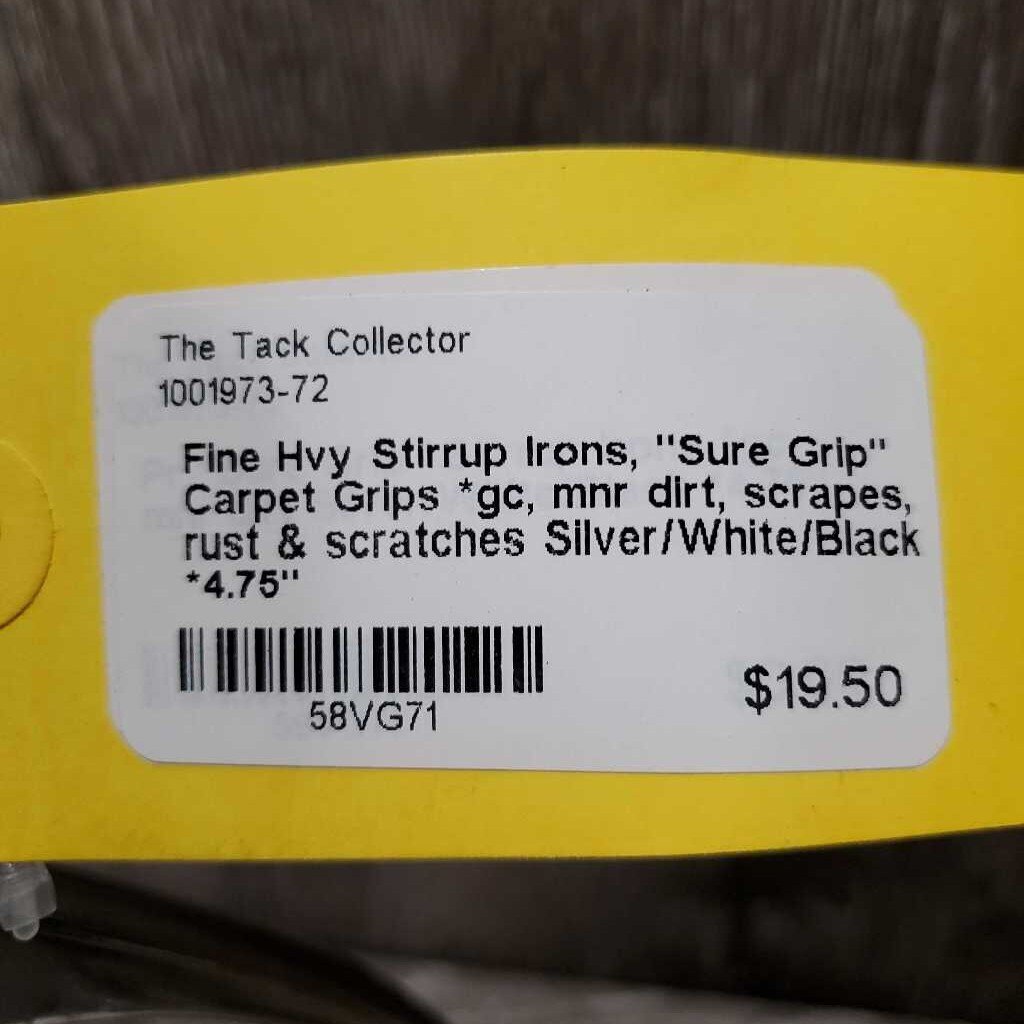 The Tack Collector
1001973-72
Fine Hvy Stirrup Irons, "Sure Grip"
Carpet Grips *gc, mnr dirt, scrapes,
rust & scratches Silver/White/Black
*4.75"
58VG71
$19.50